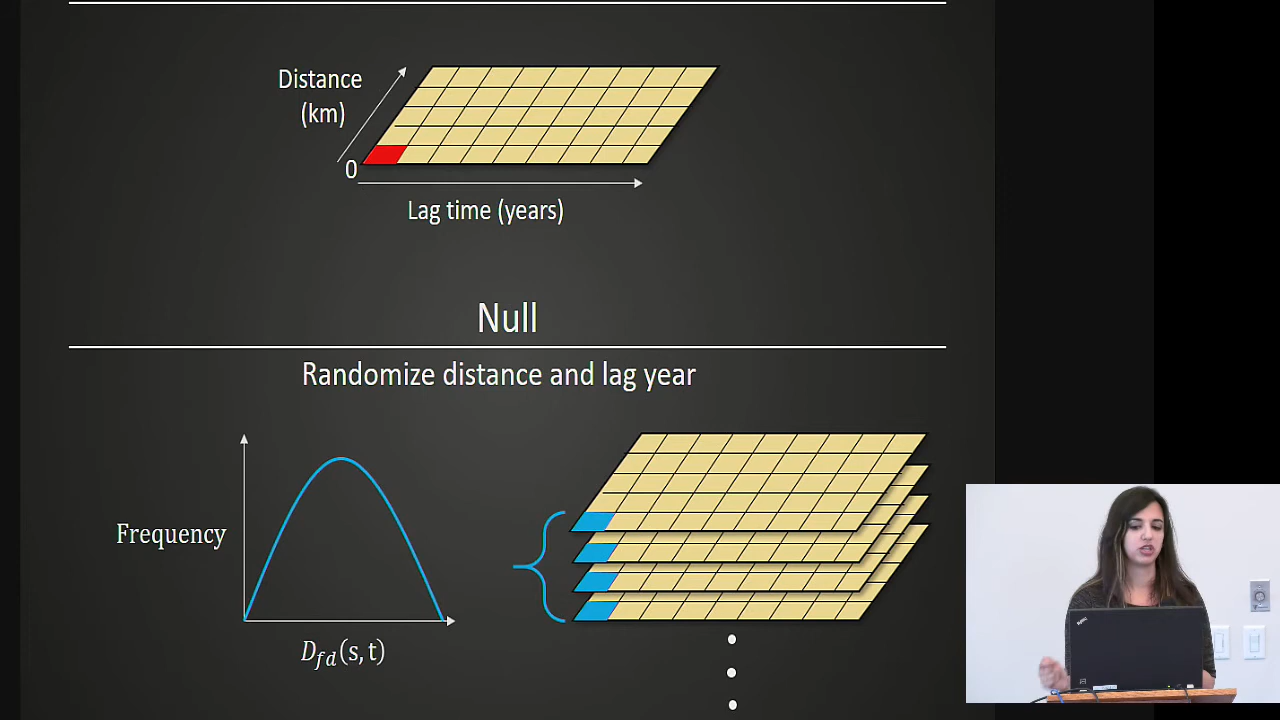 Distance
(km)
0
Lag time (years)
Null
Randomize distance and lag year
Frequency
D_fd(s,t)